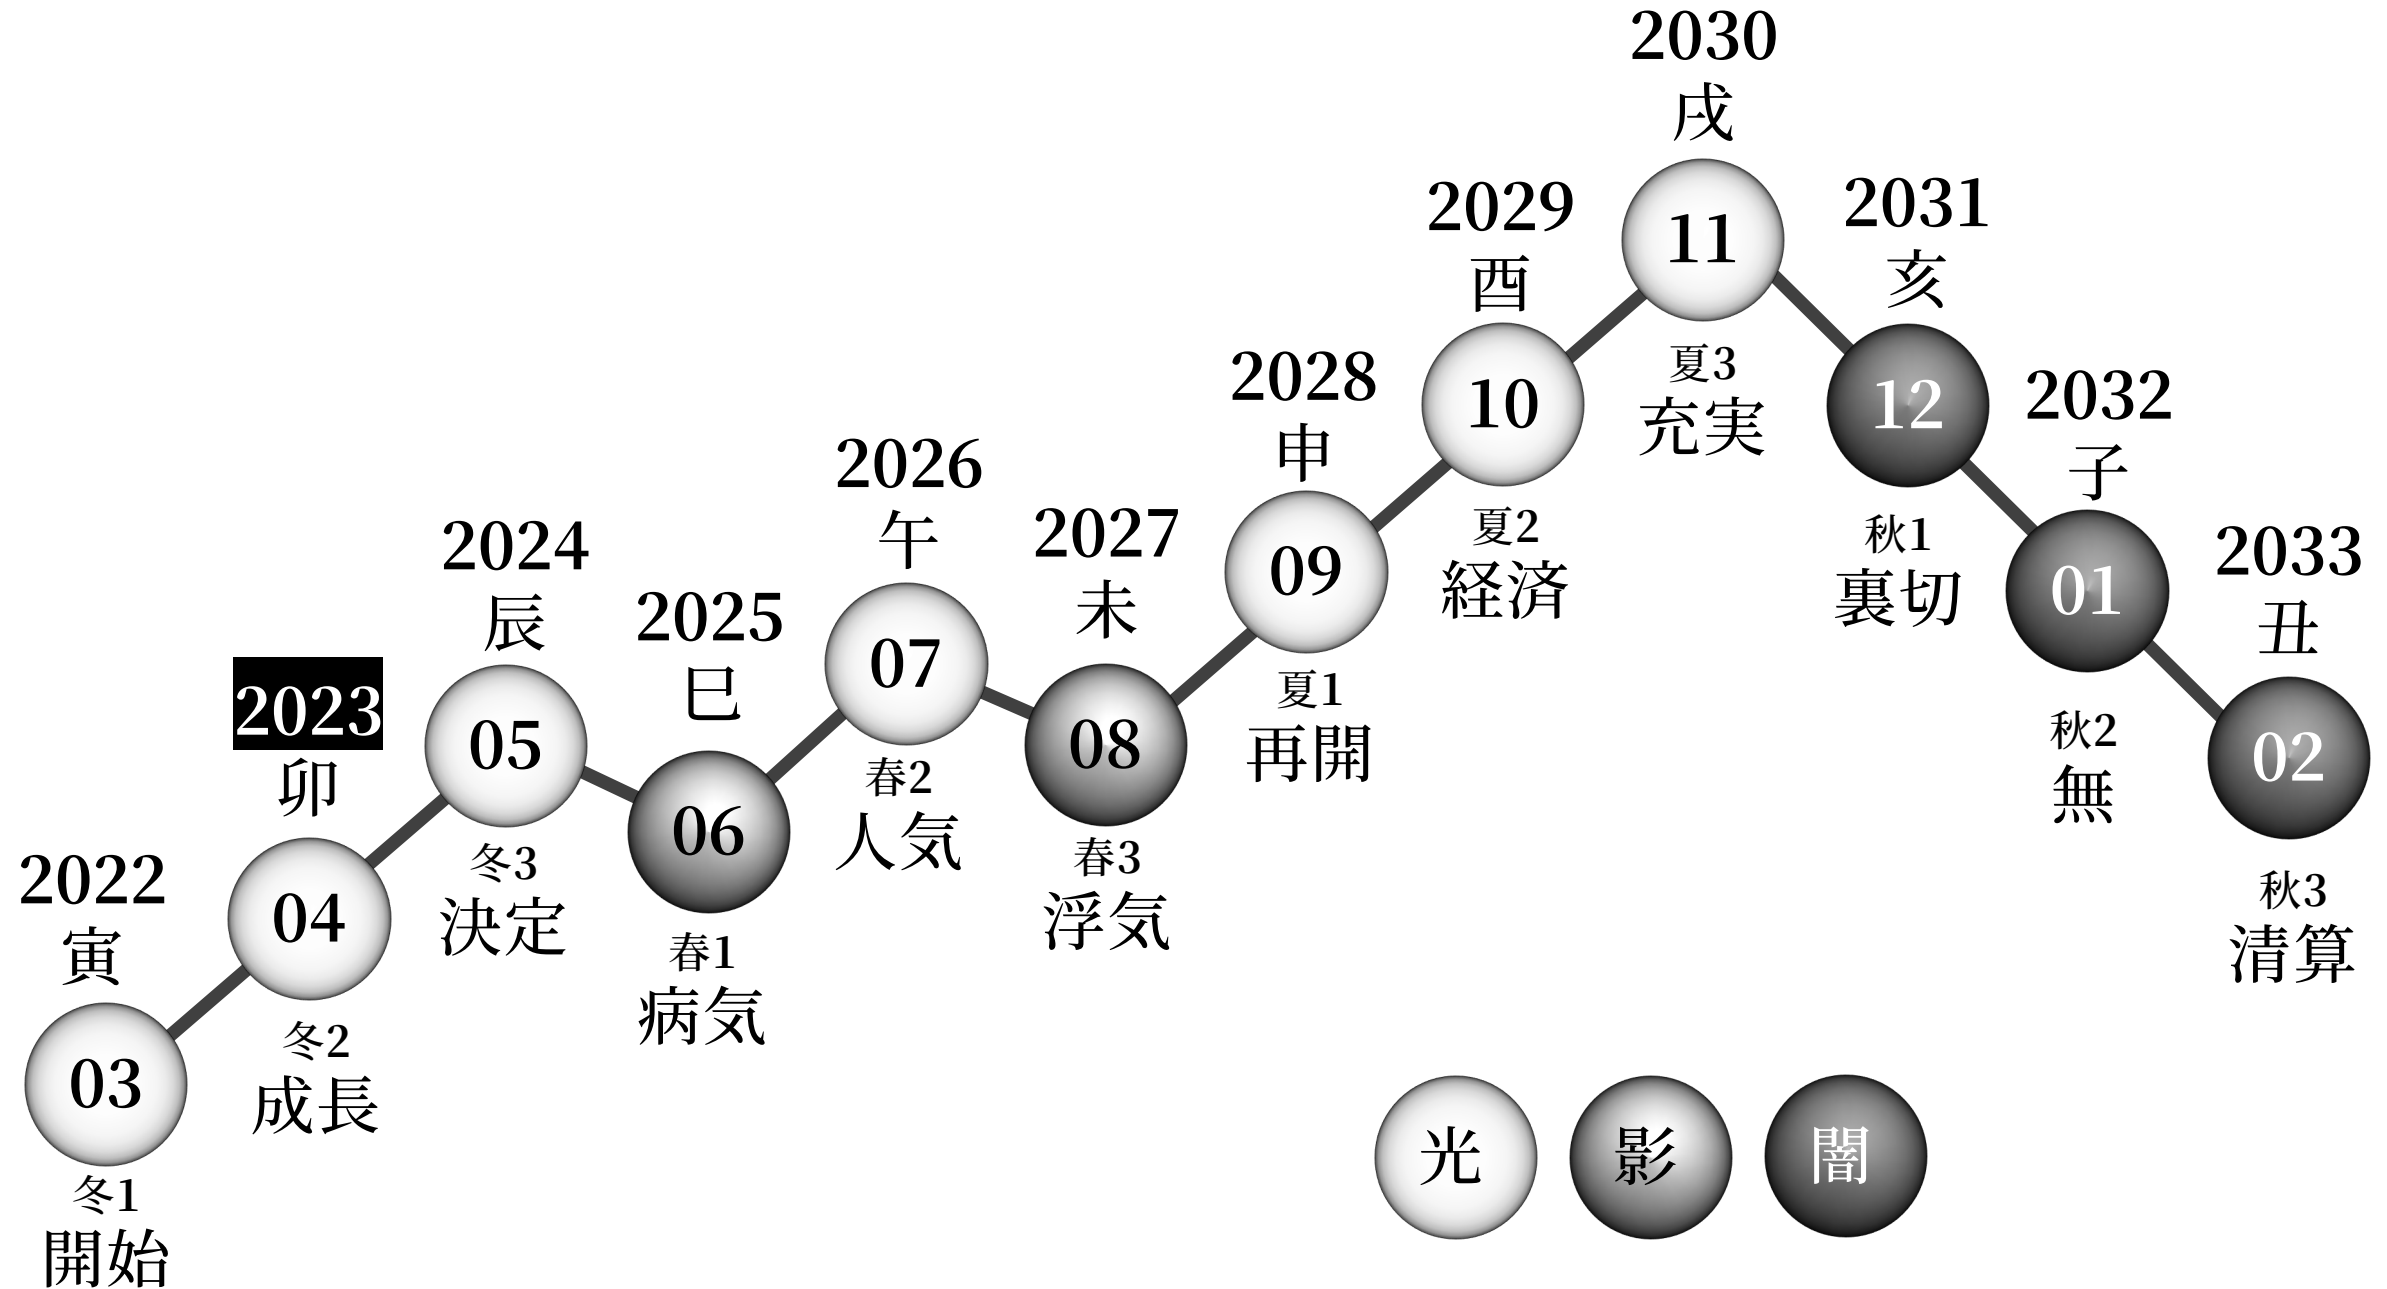 2022
寅
03
冬1
開始
2023
卯
04
冬2
成長
2024
辰
05
冬3
決定
2025
巳
06
春1
病気
2026
午
07
春2
人気
2027
未
08
春3
浮気
2028
申
09
夏1
再開
2029
酉
10
夏2
経済
2030
戌
11
夏3
充実
2031
亥
12
秋1
裏切
2032
子
01
秋2
無
2033
丑
02
秋3
清算
光
影
闇